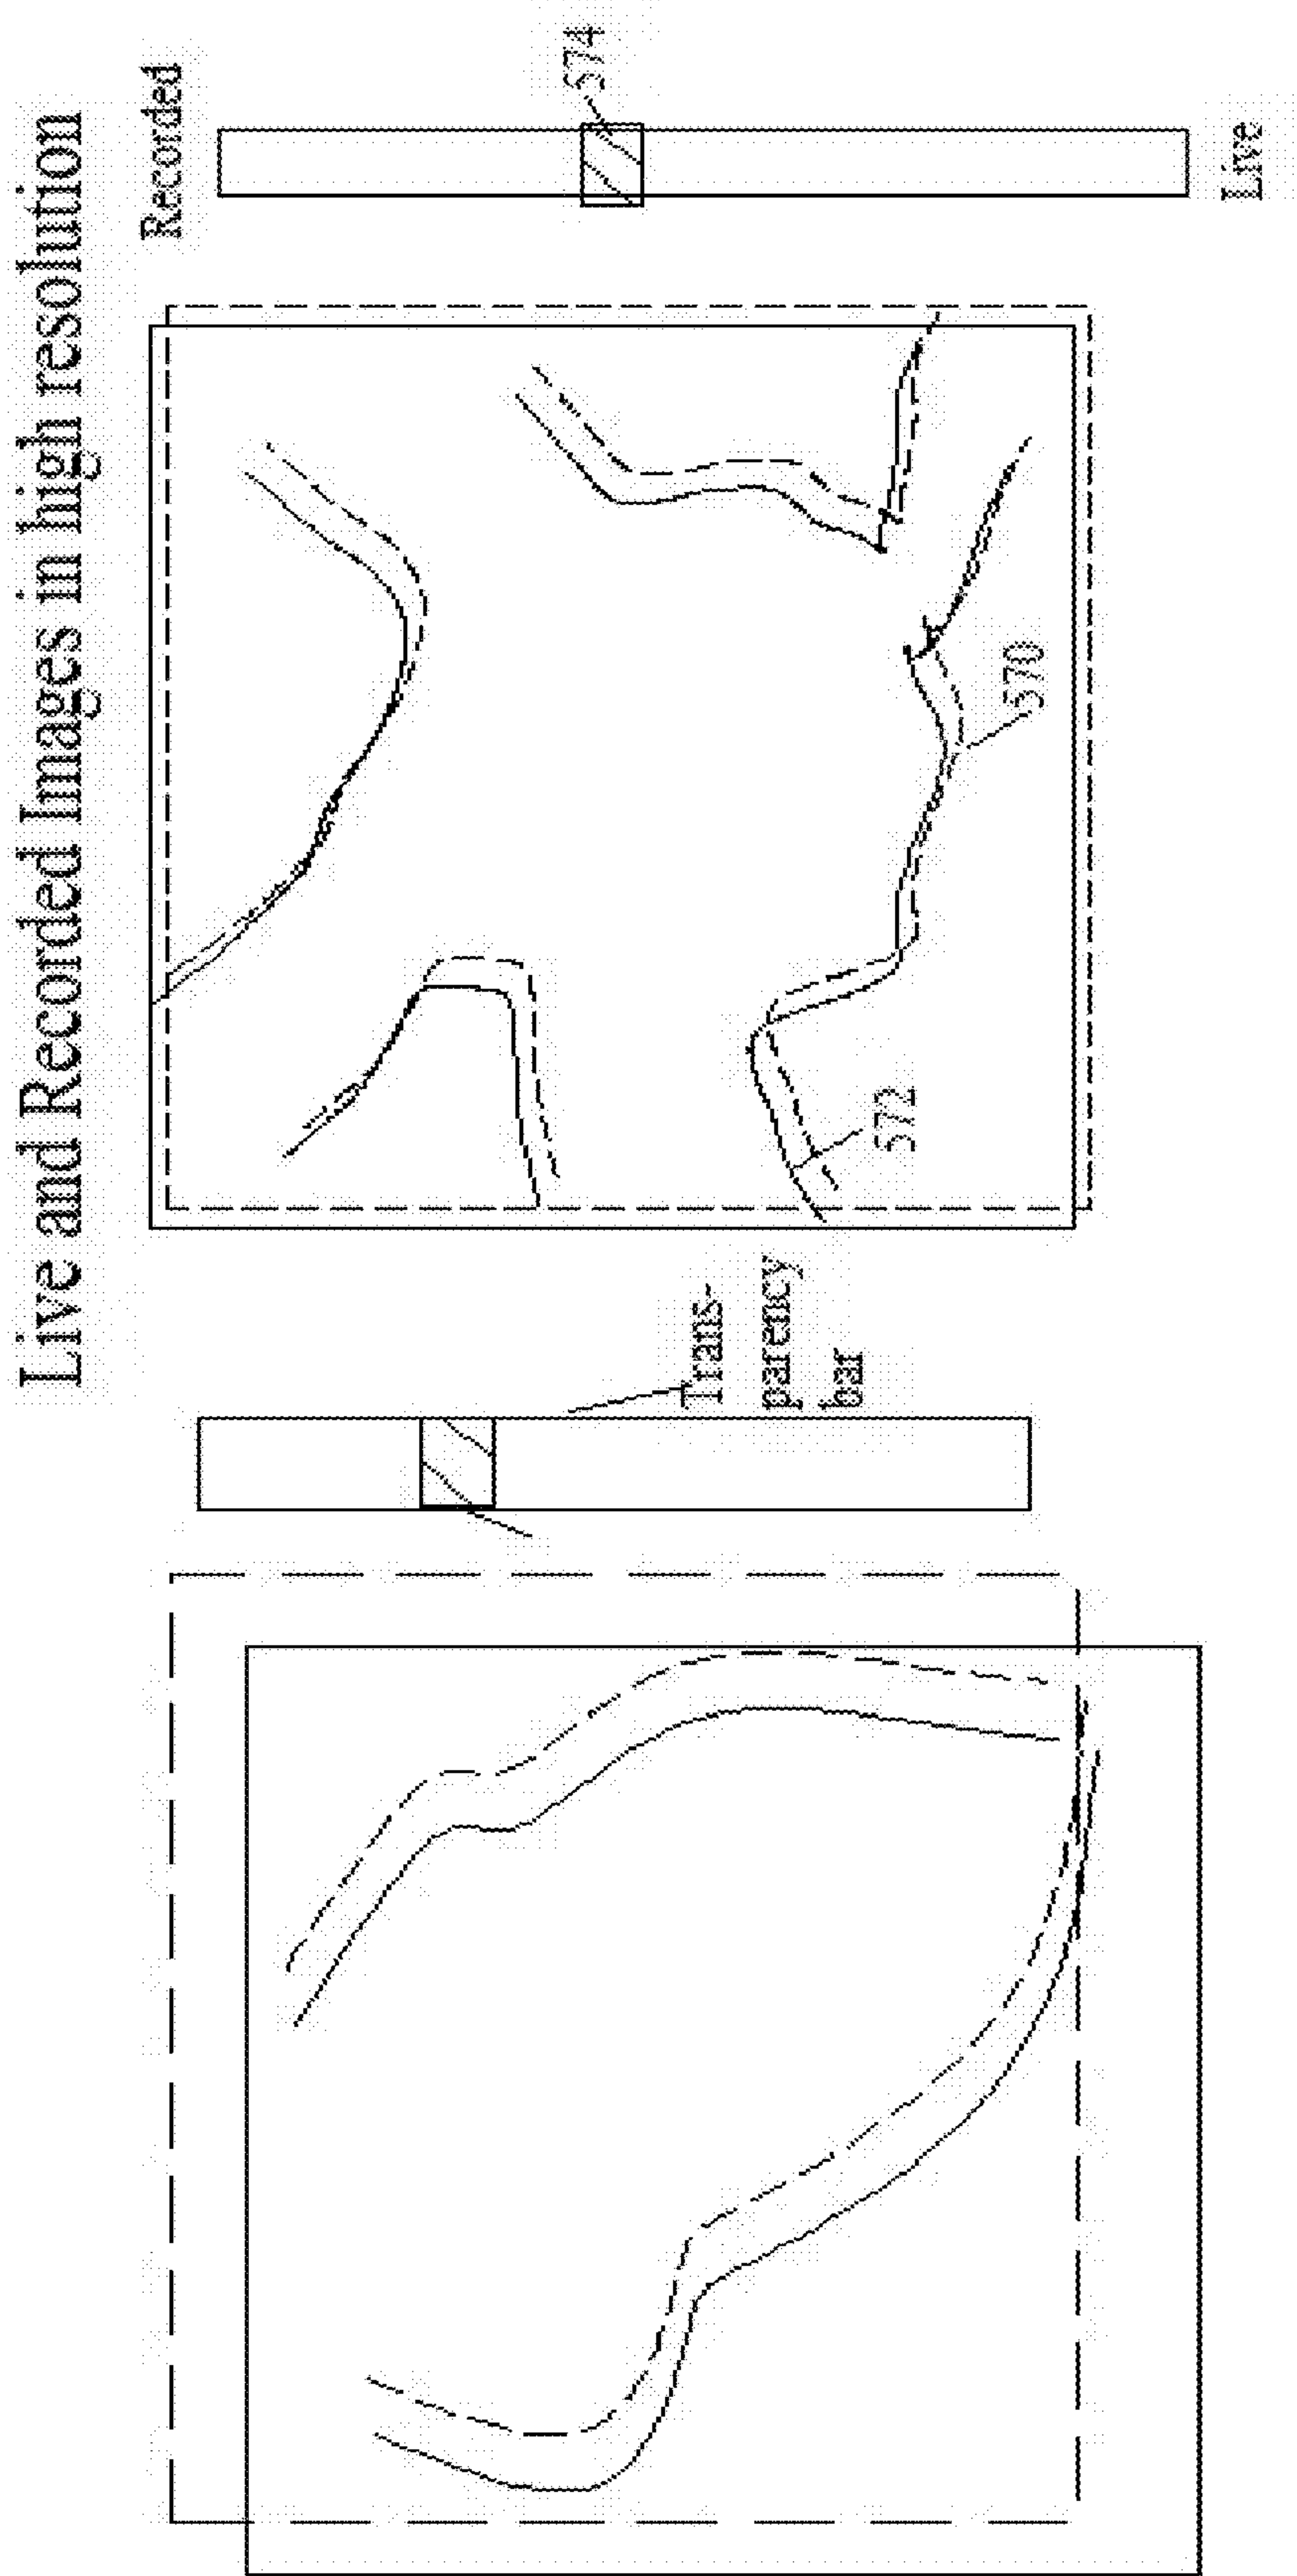 Live and Recorded Images in high resolution
Trans-
parency
bar
572
570
Recorded
574
Live